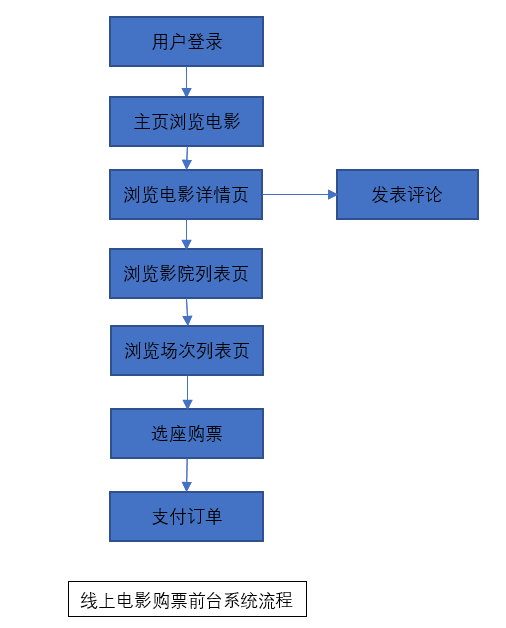 用户登录
主页浏览电影
浏览电影详情页
发表评论
浏览影院列表页
浏览场次列表页
选座购票
支付订单
线上电影购票前台系统流程